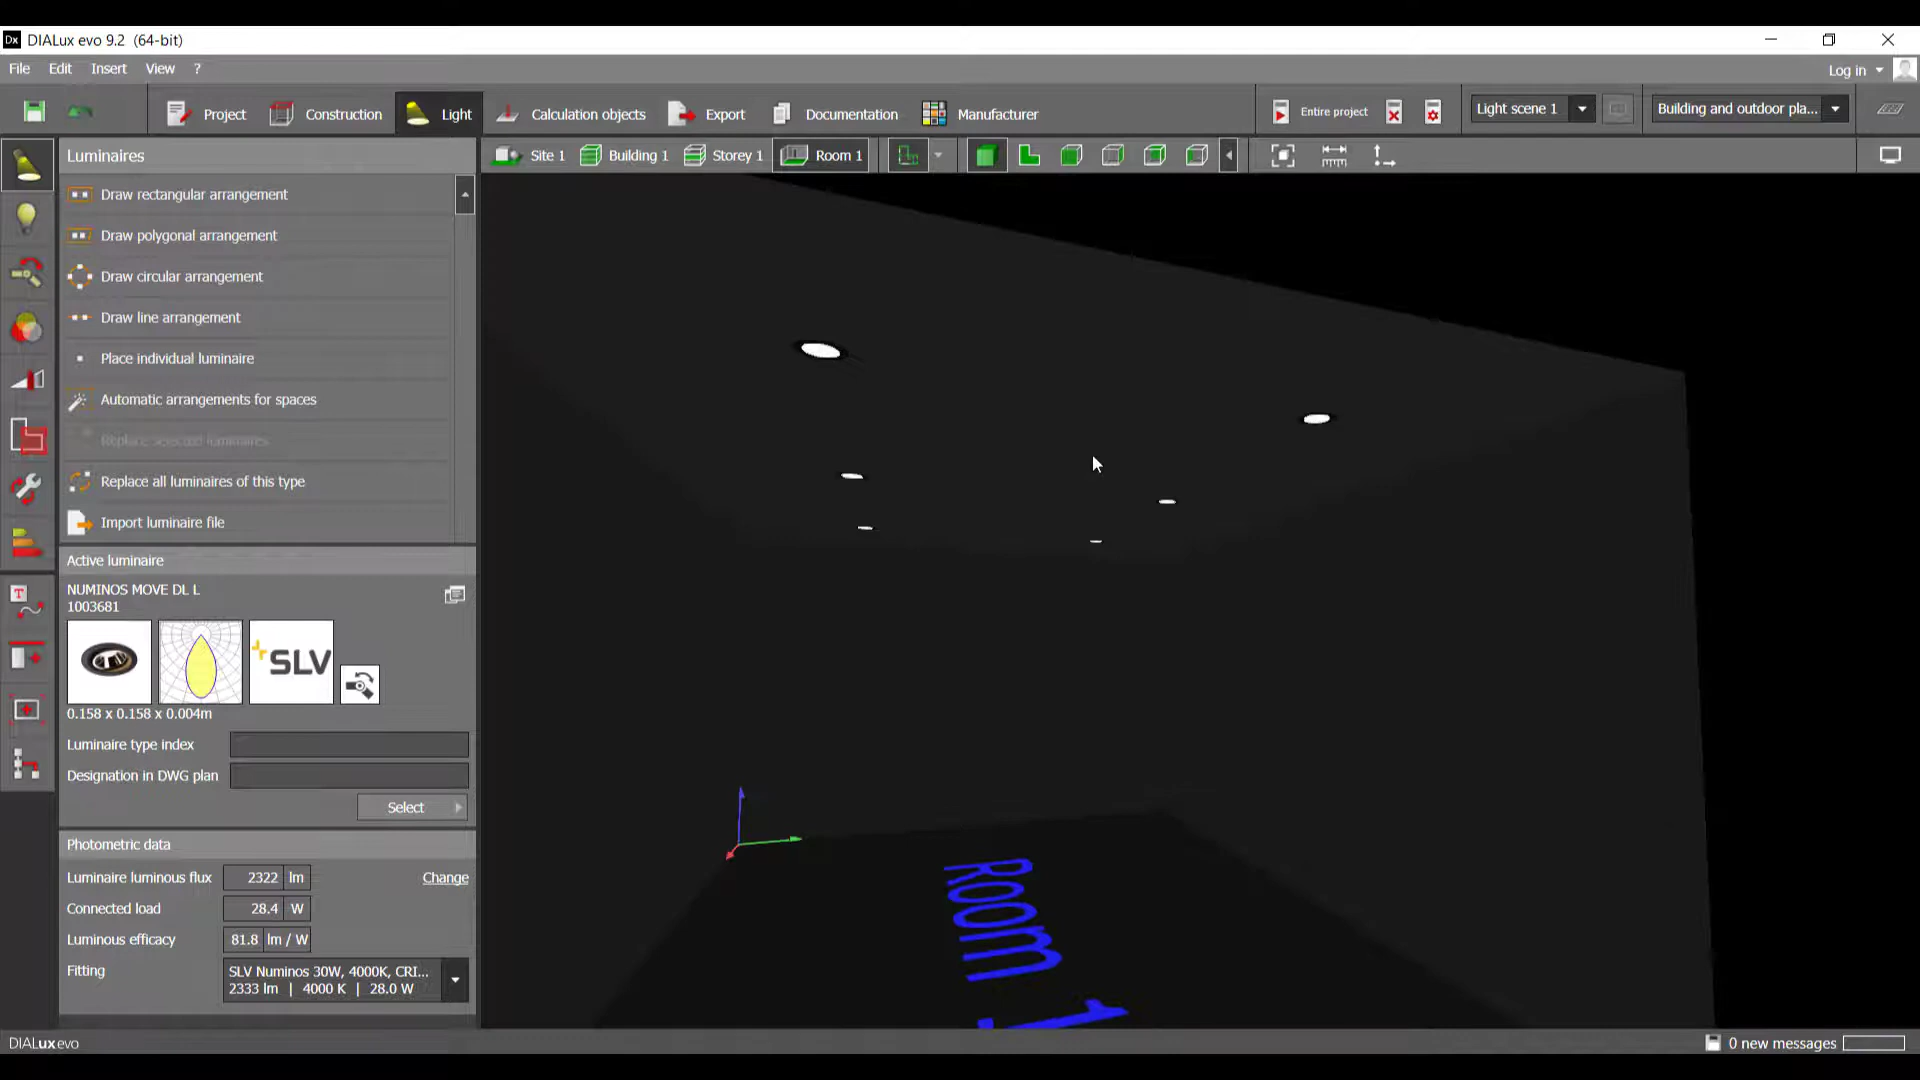 Dx DIALux evo 9.2 (64-bit)
File Edit Insert View ?
Log in
Project Construction Light Calculation objects Export Documentation Manufacturer
Entire project
Light scene 1
Building and outdoor pla...
Luminaires
Site 1 Building 1 Storey 1 Room 1
Draw rectangular arrangement
Draw polygonal arrangement
Draw circular arrangement
Draw line arrangement
Place individual luminaire
Automatic arrangements for spaces
Replace selected luminaires
Replace all luminaires of this type
Import luminaire file
Active luminaire
NUMINOS MOVE DL L
1003681
SLV
0.158 x 0.158 x 0.004m
Luminaire type index
Designation in DWG plan
Select
Photometric data
Luminaire luminous flux 2322 lm Change
Connected load 28.4 W
Luminous efficacy 81.8 lm / W
Fitting SLV Numinos 30W, 4000K, CRI...
2333 lm | 4000 K | 28.0 W
Room 1
DIALux evo
0 new messages